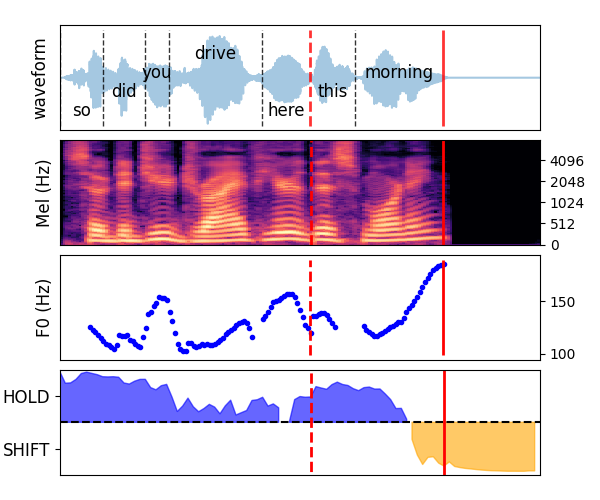 waveform
so
did
you
drive
here
this
morning
Mel (Hz)
4096
2048
1024
512
0
F0 (Hz)
150
100
HOLD
SHIFT